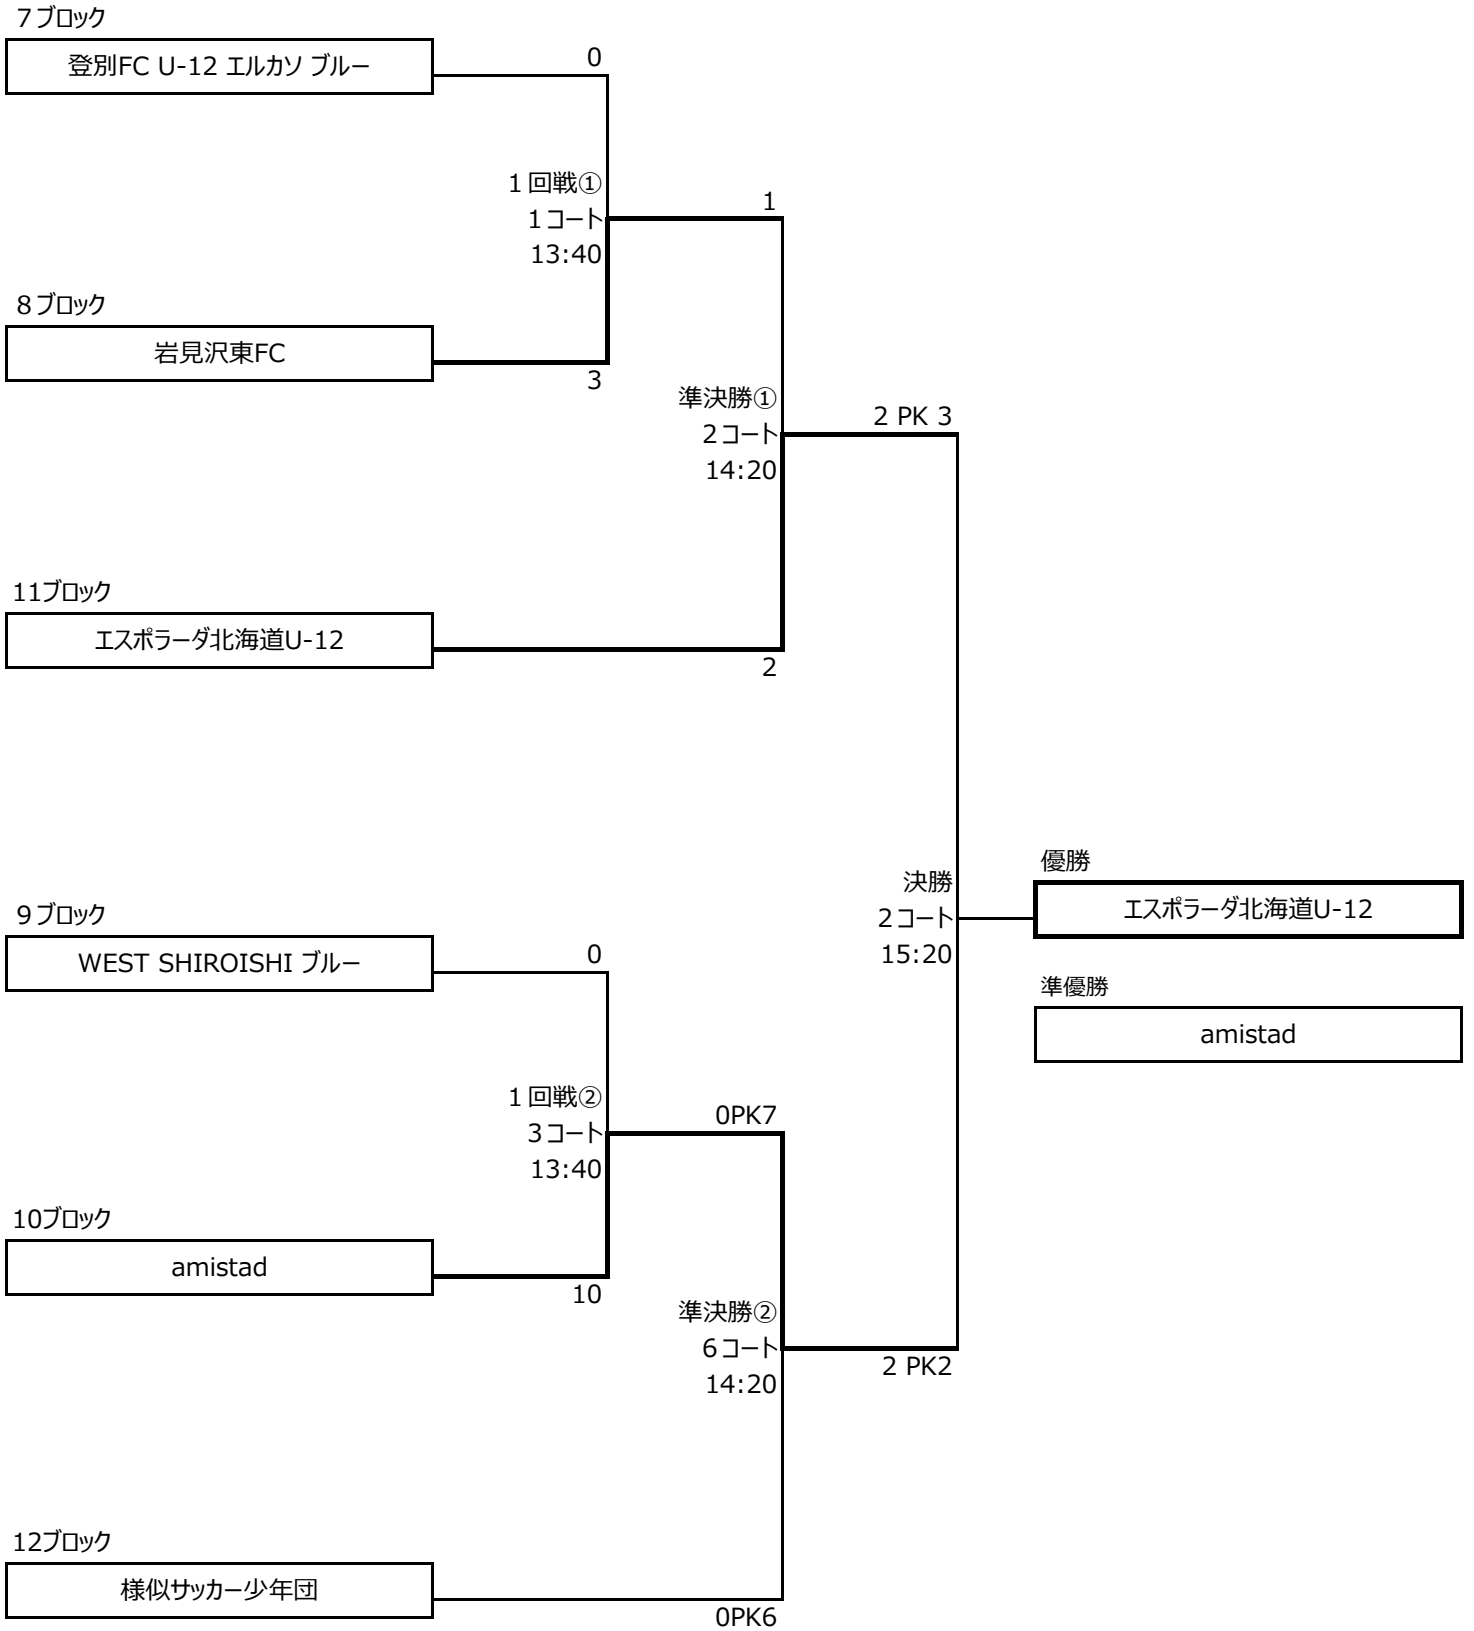 ７ブロック
登別FC U-12 エルカソ ブルー
0
１回戦①
１コート
13:40
1
８ブロック
岩見沢東FC
3
準決勝①
２コート
14:20
2 PK 3
11ブロック
エスポラーダ北海道U-12
2
決勝
２コート
15:20
優勝
エスポラーダ北海道U-12
準優勝
amistad
９ブロック
WEST SHIROISHI ブルー
0
１回戦②
３コート
13:40
0PK7
10ブロック
amistad
10
準決勝②
６コート
14:20
2 PK2
12ブロック
様似サッカー少年団
0PK6